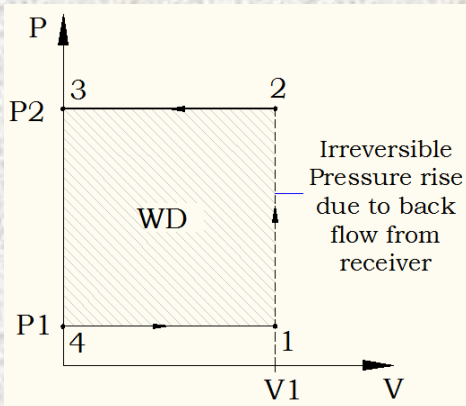 P
3
2
P2
Irreversible
Pressure rise
due to back
flow from
receiver
WD
P1
4
1
V1
V